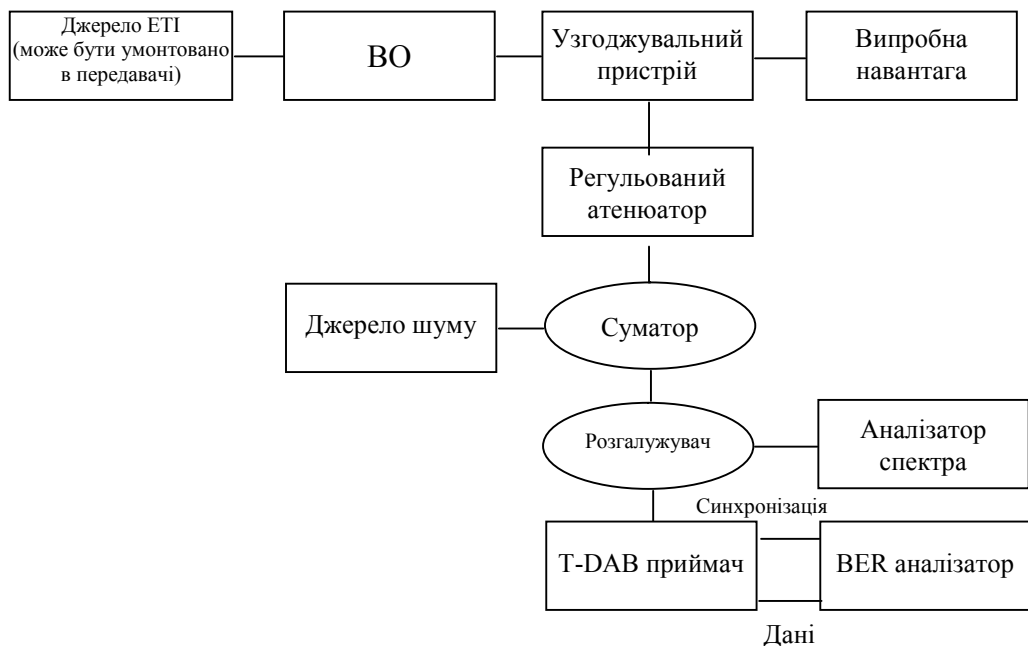 Джерело ETI
(може бути умонтовано
в передавачі)
ВО
Узгоджувальний
пристрій
Випробна
навантага
Регульований
атенюатор
Джерело шуму
Суматор
Розгалужувач
Аналізатор
спектра
Синхронізація
T-DAB приймач
BER аналізатор
Дані